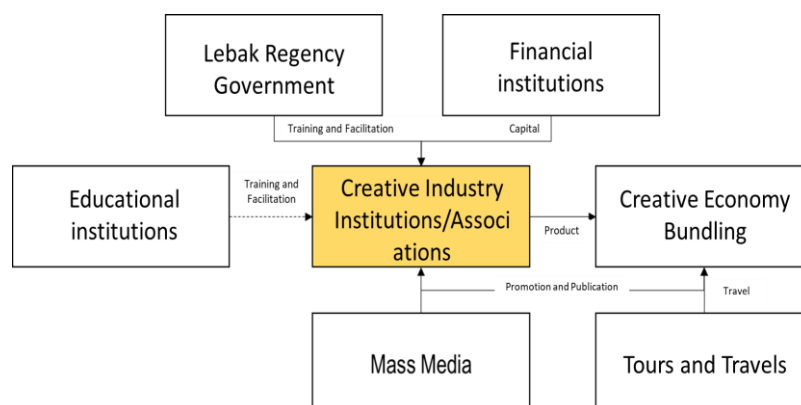 Lebak Regency
Government
Financial
institutions
Training and Facilitation
Capital
Educational
institutions
Training and
Facilitation
Creative Industry
Institutions/Associ
ations
Product
Creative Economy
Bundling
Promotion and Publication
Travel
Mass Media
Tours and Travels